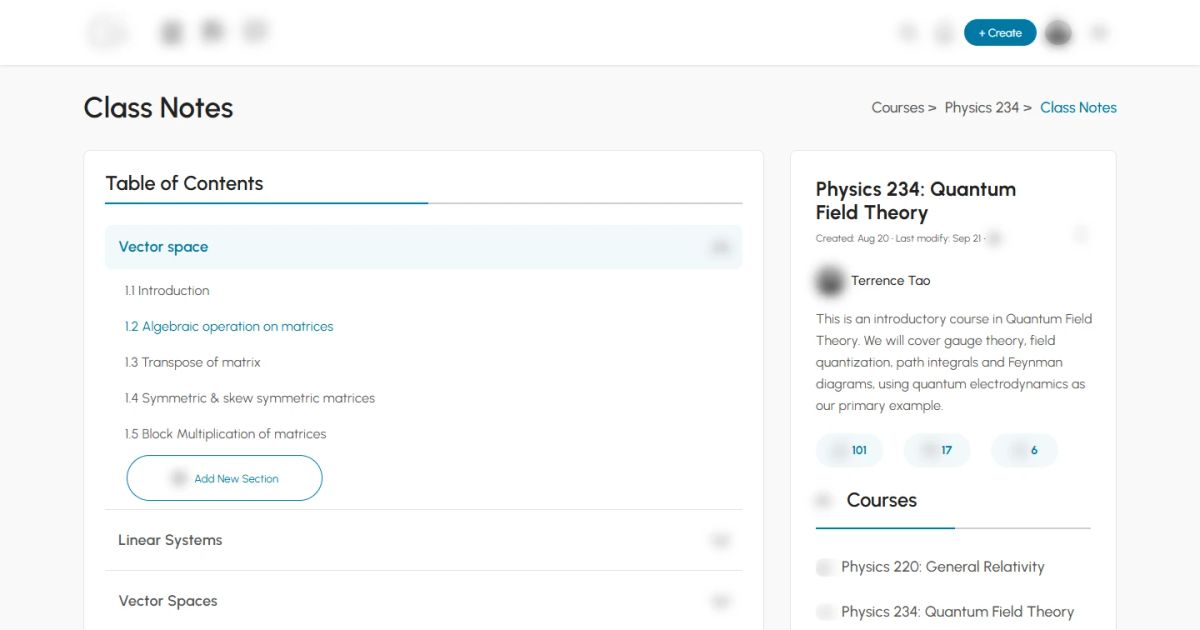 + Create
Class Notes
Courses > Physics 234 > Class Notes
Table of Contents
Vector space
1.1 Introduction
1.2 Algebraic operation on matrices
1.3 Transpose of matrix
1.4 Symmetric & skew symmetric matrices
1.5 Block Multiplication of matrices
Add New Section
Linear Systems
Vector Spaces
Physics 234: Quantum
Field Theory
Created: Aug 20 · Last modify: Sep 21 ·
Terrence Tao
This is an introductory course in Quantum Field
Theory. We will cover gauge theory, field
quantization, path integrals and Feynman
diagrams, using quantum electrodynamics as
our primary example.
101 17 6
Courses
Physics 220: General Relativity
Physics 234: Quantum Field Theory